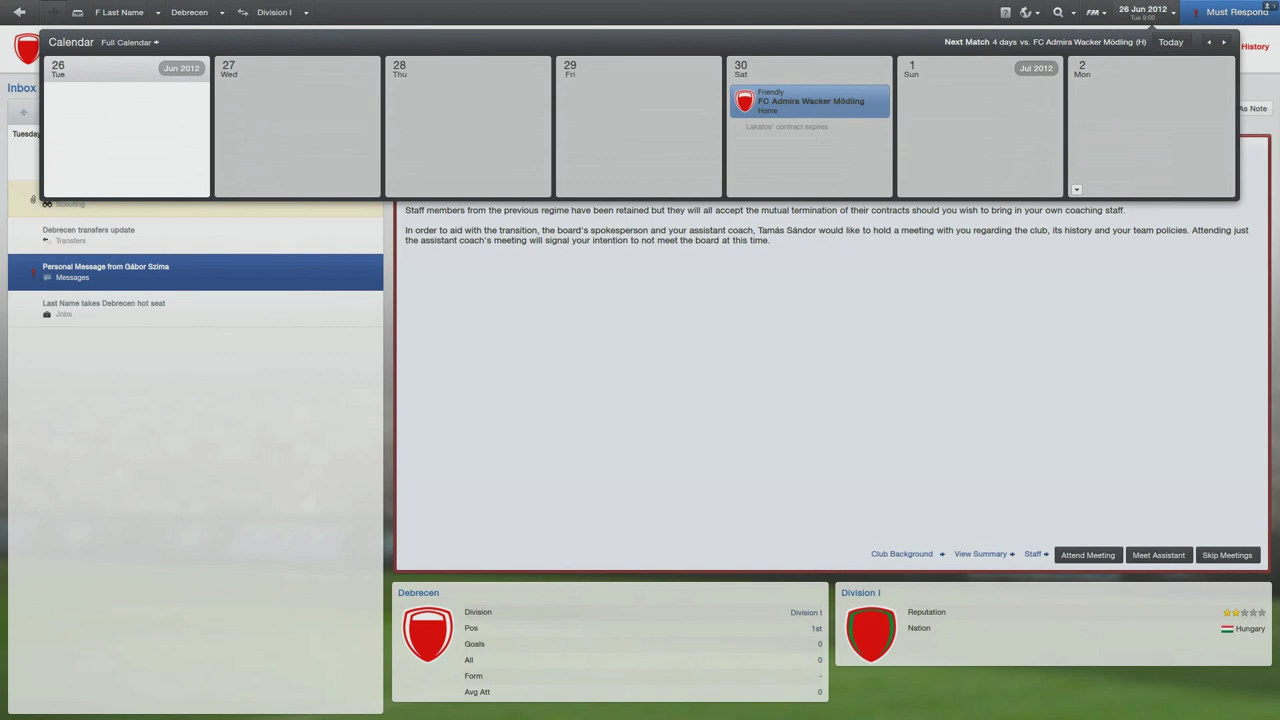 F Last Name
Debrecen
Division I
FM
26 Jun 2012
Tue 9:00
Must Respond
Calendar
Full Calendar
Next Match 4 days vs. FC Admira Wacker Mödling (H)
Today
History
26
Tue
Jun 2012
27
Wed
28
Thu
29
Fri
30
Sat
1
Sun
Jul 2012
2
Mon
Friendly
FC Admira Wacker Mödling
Home
Lakatos' contract expires
Inbox
As Note
Tuesday
Scouting
Staff members from the previous regime have been retained but they will all accept the mutual termination of their contracts should you wish to bring in your own coaching staff.
In order to aid with the transition, the board's spokesperson and your assistant coach, Tamás Sándor would like to hold a meeting with you regarding the club, its history and your team policies. Attending just
the assistant coach's meeting will signal your intention to not meet the board at this time.
Debrecen transfers update
Transfers
Personal Message from Gábor Szima
Messages
Last Name takes Debrecen hot seat
Jobs
Club Background
View Summary
Staff
Attend Meeting
Meet Assistant
Skip Meetings
Debrecen
Division Division I
Pos 1st
Goals 0
All 0
Form -
Avg Att 0
Division I
Reputation
Nation Hungary